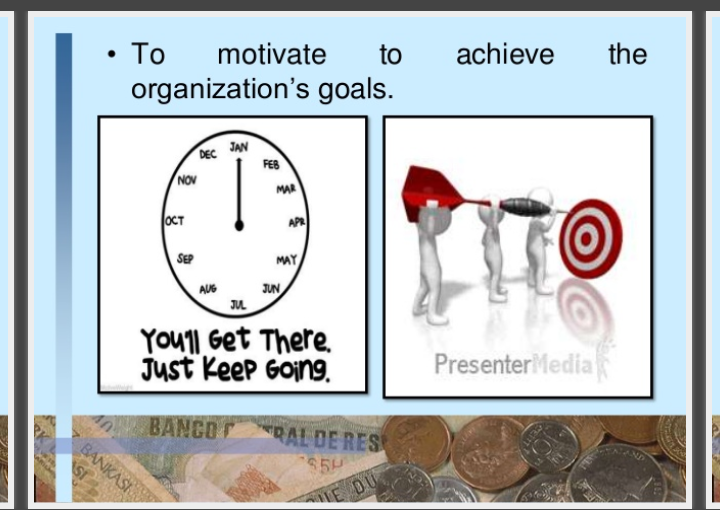 • To motivate to achieve the
organization's goals.
JAN
FEB
MAR
APR
MAY
JUN
JUL
AUG
SEP
OCT
NOV
DEC
You'll Get There.
Just Keep Going.
PresenterMedia
BANCO
RAL DE RES
BANKASI